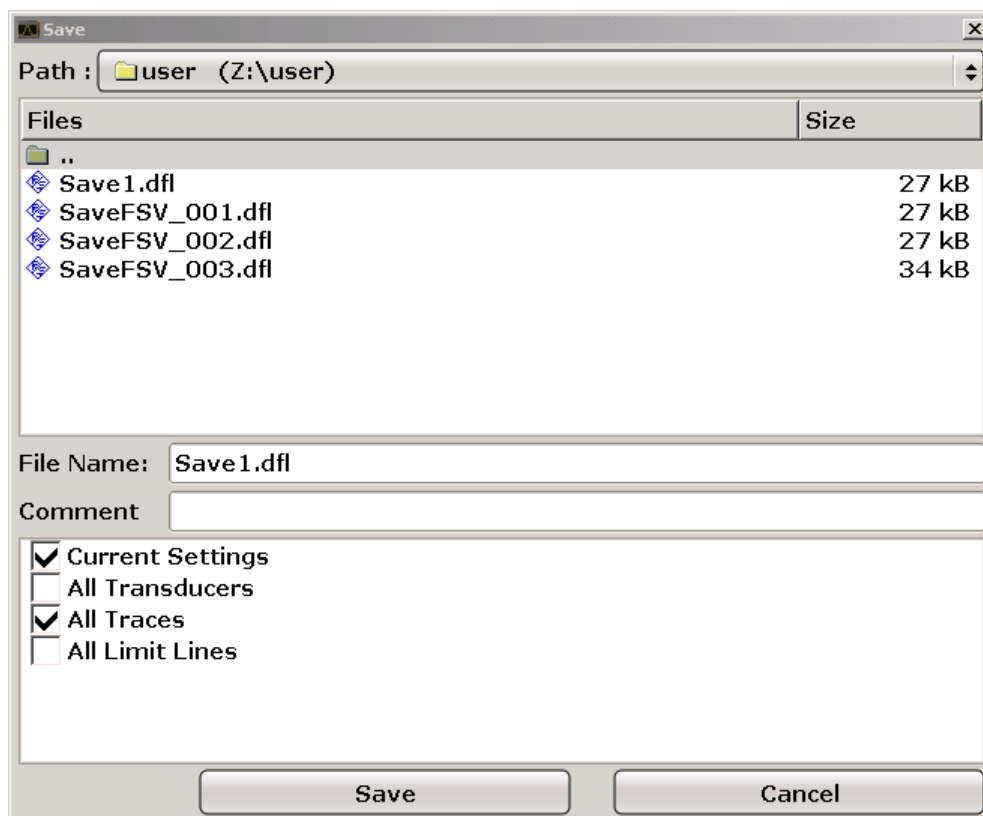 Save
Path : user (Z:\user)
Files Size
..
Save1.dfl 27 kB
SaveFSV_001.dfl 27 kB
SaveFSV_002.dfl 27 kB
SaveFSV_003.dfl 34 kB
File Name: Save1.dfl
Comment
Current Settings
All Transducers
All Traces
All Limit Lines
Save Cancel